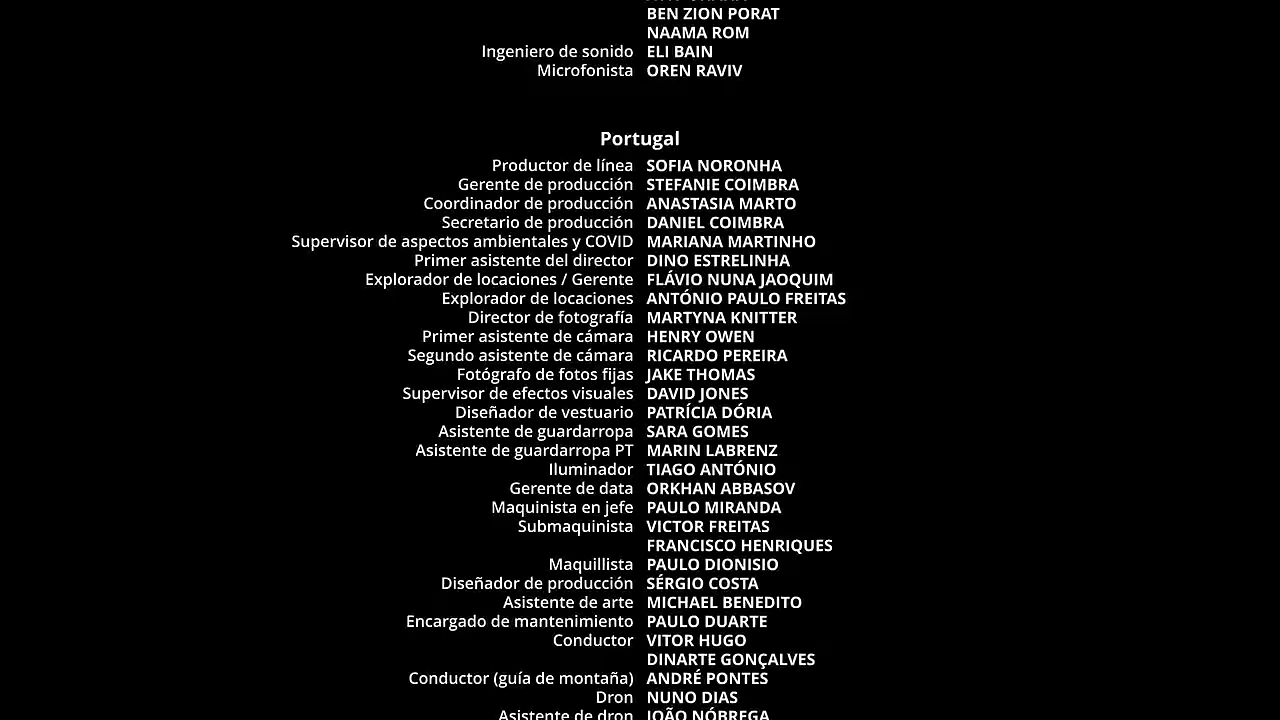 BEN ZION PORAT
NAAMA ROM
Ingeniero de sonido ELI BAIN
Microfonista OREN RAVIV
Portugal
Productor de línea SOFIA NORONHA
Gerente de producción STEFANIE COIMBRA
Coordinador de producción ANASTASIA MARTO
Secretario de producción DANIEL COIMBRA
Supervisor de aspectos ambientales y COVID MARIANA MARTINHO
Primer asistente del director DINO ESTRELINHA
Explorador de locaciones / Gerente FLÁVIO NUNA JAOQUIM
Explorador de locaciones ANTÓNIO PAULO FREITAS
Director de fotografía MARTYNA KNITTER
Primer asistente de cámara HENRY OWEN
Segundo asistente de cámara RICARDO PEREIRA
Fotógrafo de fotos fijas JAKE THOMAS
Supervisor de efectos visuales DAVID JONES
Diseñador de vestuario PATRÍCIA DÓRIA
Asistente de guardarropa SARA GOMES
Asistente de guardarropa PT MARIN LABRENZ
Iluminador TIAGO ANTÓNIO
Gerente de data ORKHAN ABBASOV
Maquinista en jefe PAULO MIRANDA
Submaquinista VICTOR FREITAS
FRANCISCO HENRIQUES
Maquillista PAULO DIONISIO
Diseñador de producción SÉRGIO COSTA
Asistente de arte MICHAEL BENEDITO
Encargado de mantenimiento PAULO DUARTE
Conductor VITOR HUGO
DINARTE GONÇALVES
Conductor (guía de montaña) ANDRÉ PONTES
Dron NUNO DIAS
Asistente de dron JOÃO NÓBREGA